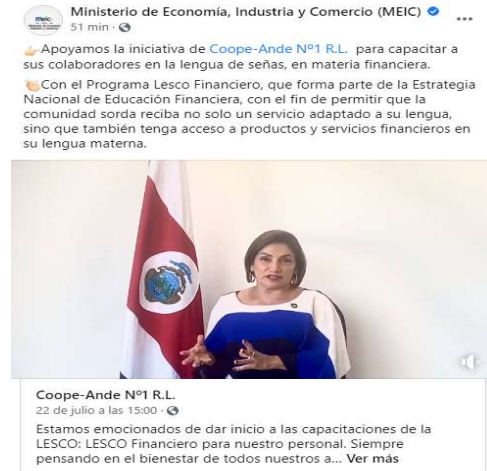 Ministerio de Economía, Industria y Comercio (MEIC)
51 min ·
👉🏻Apoyamos la iniciativa de Coope-Ande Nº1 R.L. para capacitar a
sus colaboradores en la lengua de señas, en materia financiera.
👏🏻Con el Programa Lesco Financiero, que forma parte de la Estrategia
Nacional de Educación Financiera, con el fin de permitir que la
comunidad sorda reciba no solo un servicio adaptado a su lengua,
sino que también tenga acceso a productos y servicios financieros en
su lengua materna.
Coope-Ande Nº1 R.L.
22 de julio a las 15:00 ·
Estamos emocionados de dar inicio a las capacitaciones de la
LESCO: LESCO Financiero para nuestro personal. Siempre
pensando en el bienestar de todos nuestros a... Ver más